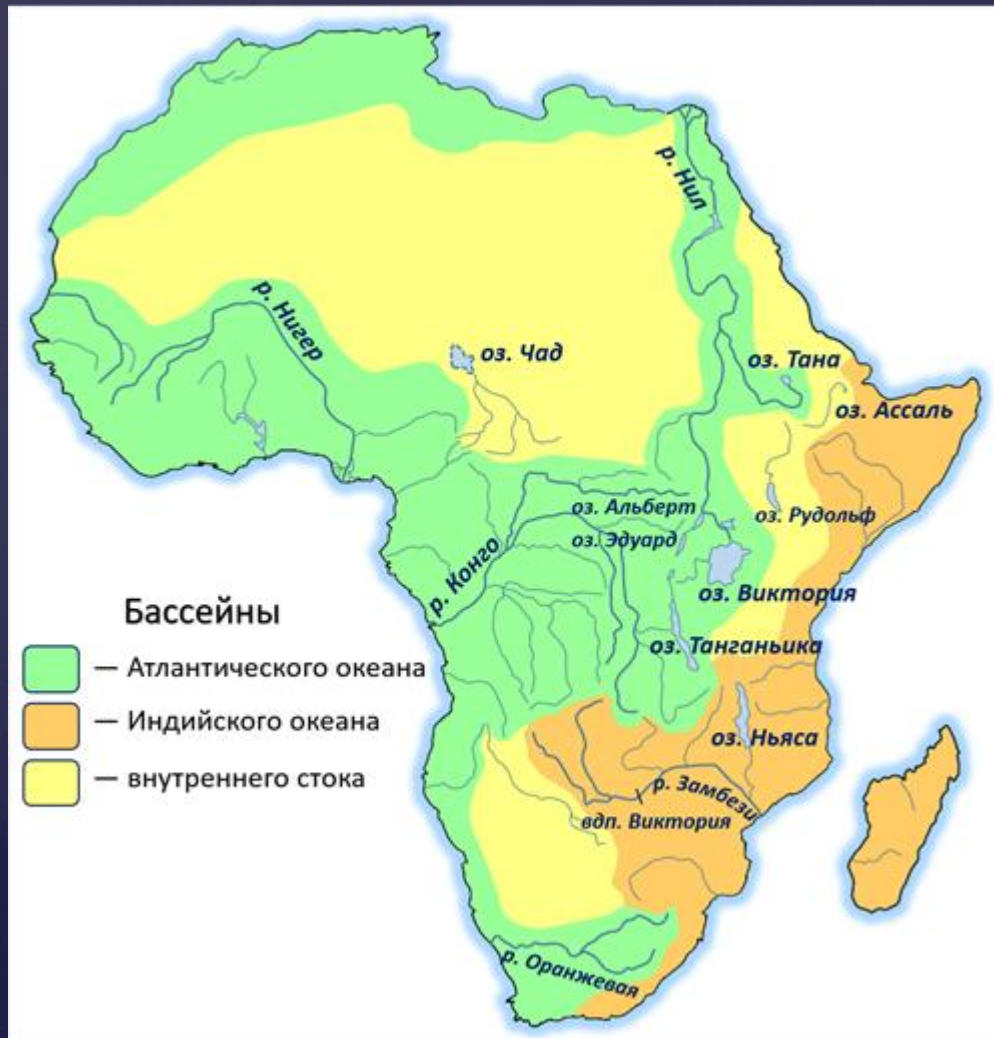 р. Нил
р. Нигер
оз. Чад
оз. Тана
оз. Ассаль
оз. Альберт
оз. Рудольф
оз. Эдуард
р. Конго
оз. Виктория
оз. Танганьика
Бассейны
— Атлантического океана
— Индийского океана
— внутреннего стока
оз. Ньяса
р. Замбези
вдп. Виктория
р. Оранжевая